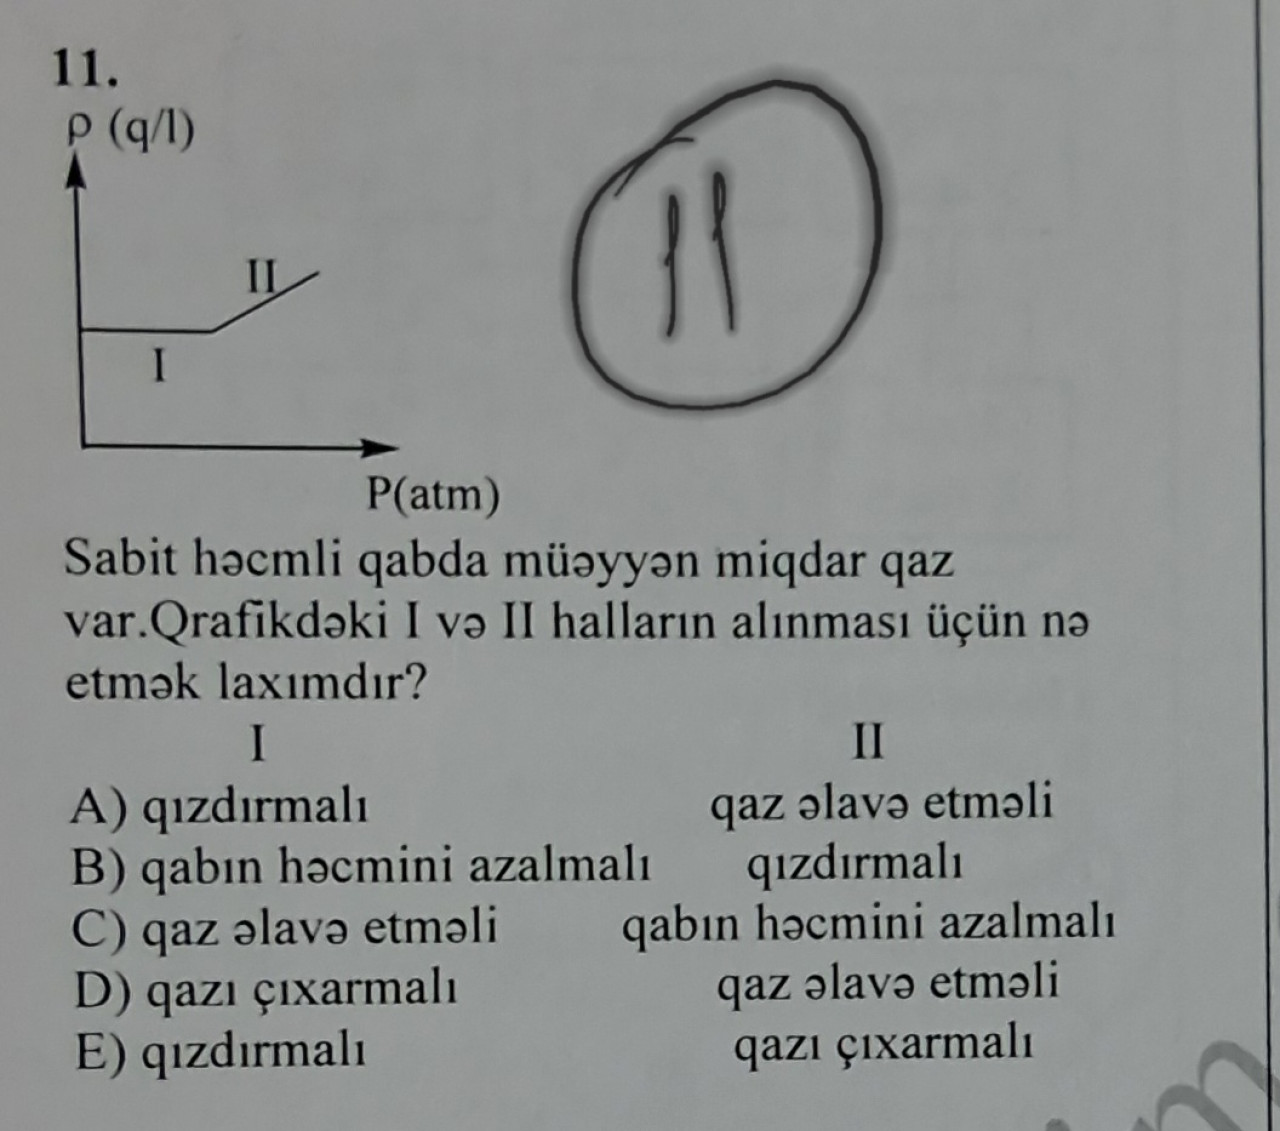 11.
ρ (q/l)
II
I
P(atm)
11
Sabit həcmli qabda müəyyən miqdar qaz
var.Qrafikdəki I və II halların alınması üçün nə
etmək laxımdır?
I II
A) qızdırmalı qaz əlavə etməli
B) qabın həcmini azalmalı qızdırmalı
C) qaz əlavə etməli qabın həcmini azalmalı
D) qazı çıxarmalı qaz əlavə etməli
E) qızdırmalı qazı çıxarmalı